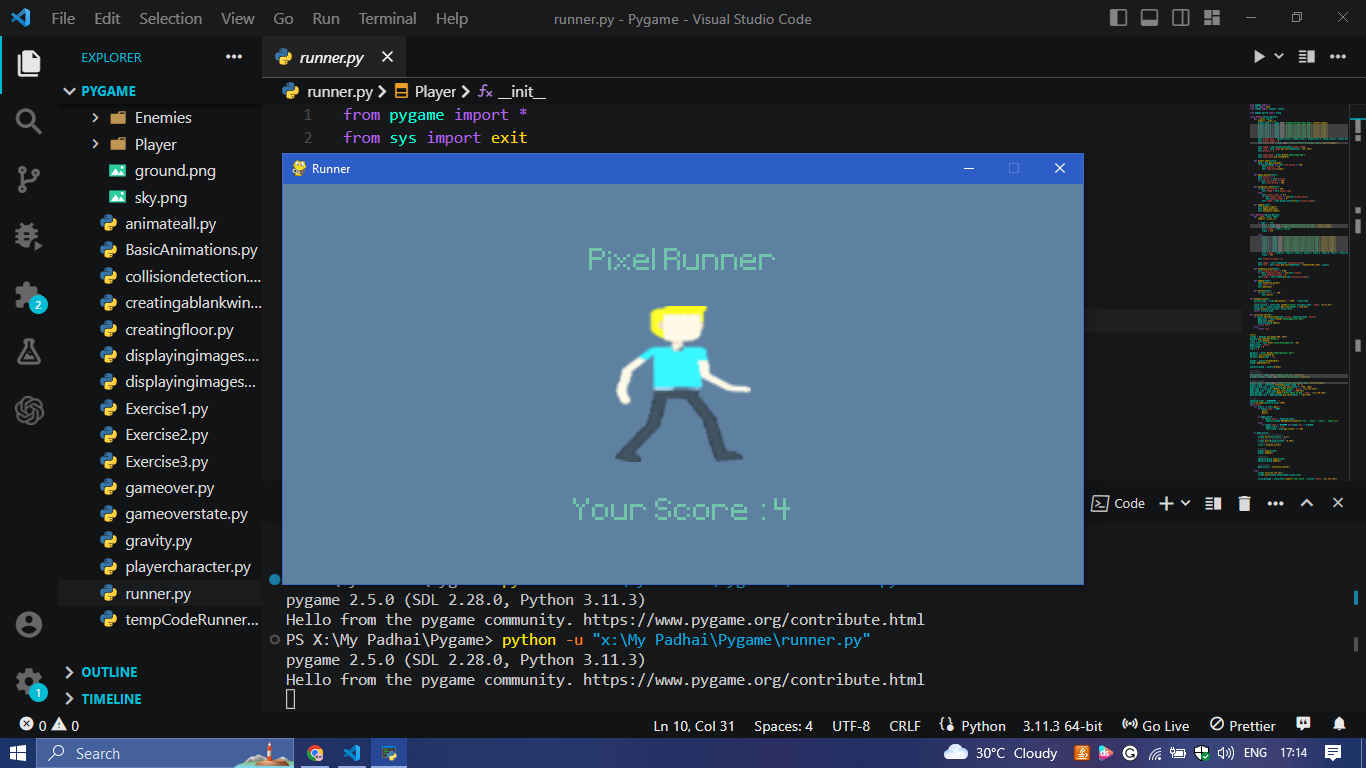 File Edit Selection View Go Run Terminal Help
runner.py - Pygame - Visual Studio Code
EXPLORER
PYGAME
Enemies
Player
ground.png
sky.png
animateall.py
BasicAnimations.py
collisiondetection....
creatingablankwin...
creatingfloor.py
displayingimages....
displayingimages...
Exercise1.py
Exercise2.py
Exercise3.py
gameover.py
gameoverstate.py
gravity.py
playercharacter.py
runner.py
tempCodeRunner...
OUTLINE
TIMELINE
2
1
runner.py
runner.py Player __init__
1 from pygame import *
2 from sys import exit
Runner
Pixel Runner
Your Score : 4
Code
pygame 2.5.0 (SDL 2.28.0, Python 3.11.3)
Hello from the pygame community. https://www.pygame.org/contribute.html
PS X:\My Padhai\Pygame> python -u "x:\My Padhai\Pygame\runner.py"
pygame 2.5.0 (SDL 2.28.0, Python 3.11.3)
Hello from the pygame community. https://www.pygame.org/contribute.html
0 0
Ln 10, Col 31 Spaces: 4 UTF-8 CRLF Python 3.11.3 64-bit Go Live Prettier
Search
30°C Cloudy
ENG 17:14